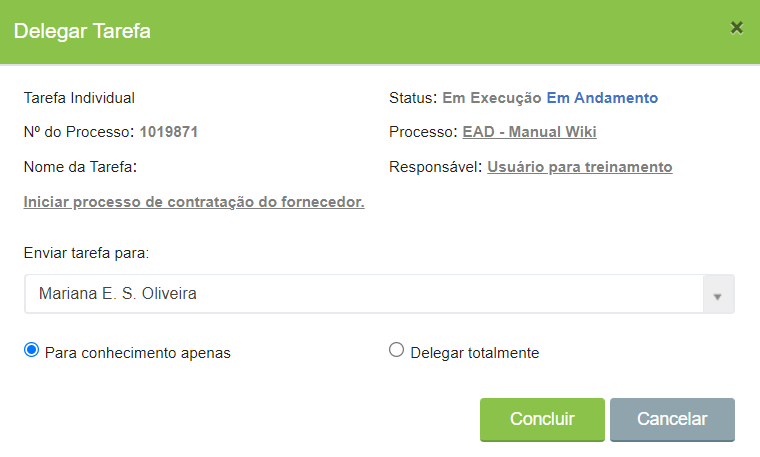 Delegar Tarefa
×
Tarefa Individual
Status: Em Execução Em Andamento
Nº do Processo: 1019871
Processo: EAD - Manual Wiki
Nome da Tarefa:
Responsável: Usuário para treinamento
Iniciar processo de contratação do fornecedor.
Enviar tarefa para:
Mariana E. S. Oliveira
Para conhecimento apenas
Delegar totalmente
Concluir
Cancelar